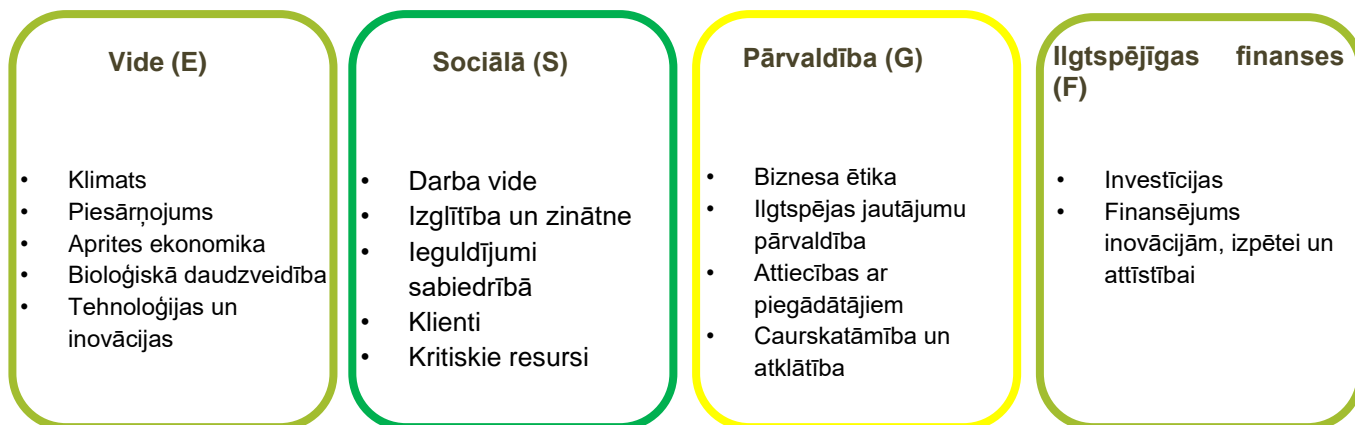 Vide (E)
• Klimats
• Piesārņojums
• Aprites ekonomika
• Bioloģiskā daudzveidība
• Tehnoloģijas un
inovācijas
Sociālā (S)
• Darba vide
• Izglītība un zinātne
• Ieguldījumi
sabiedrībā
• Klienti
• Kritiskie resursi
Pārvaldība (G)
• Biznesa ētika
• Ilgtspējas jautājumu
pārvaldība
• Attiecības ar
piegādātājiem
• Caurskatāmība un
atklātība
Ilgtspējīgas finanses
(F)
• Investīcijas
• Finansējums
inovācijām, izpētei un
attīstībai